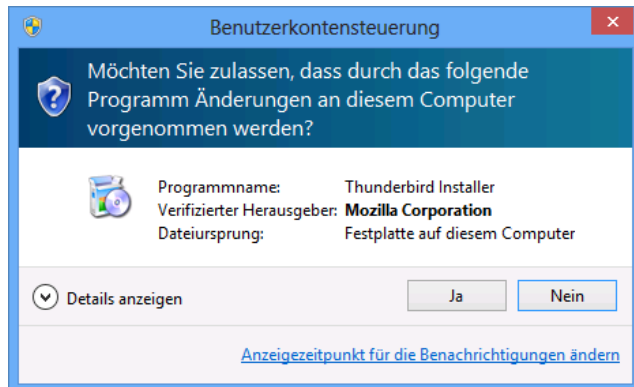 Benutzerkontensteuerung
Möchten Sie zulassen, dass durch das folgende
Programm Änderungen an diesem Computer
vorgenommen werden?
Programmname: Thunderbird Installer
Verifizierter Herausgeber: Mozilla Corporation
Dateiursprung: Festplatte auf diesem Computer
Details anzeigen Ja Nein
Anzeigezeitpunkt für die Benachrichtigungen ändern